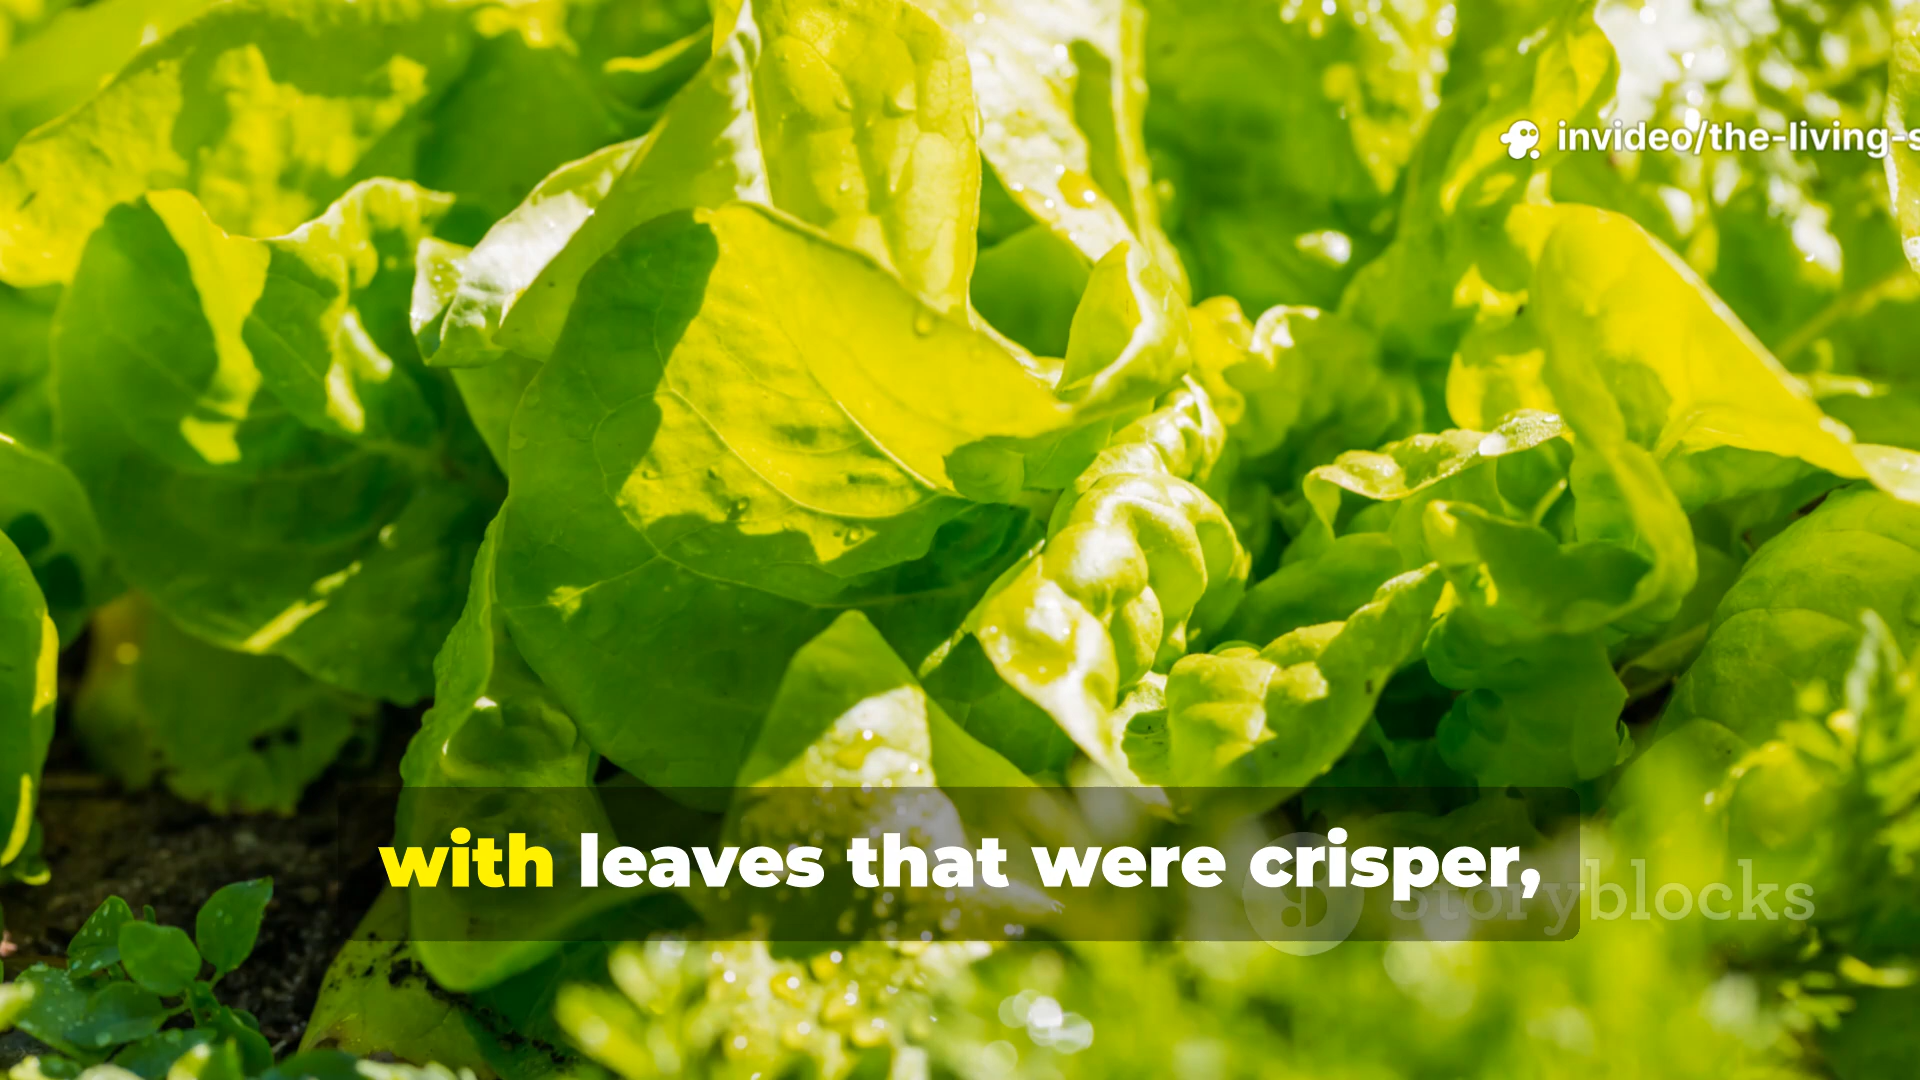 invideo/the-living-s
with leaves that were crisper,
storyblocks